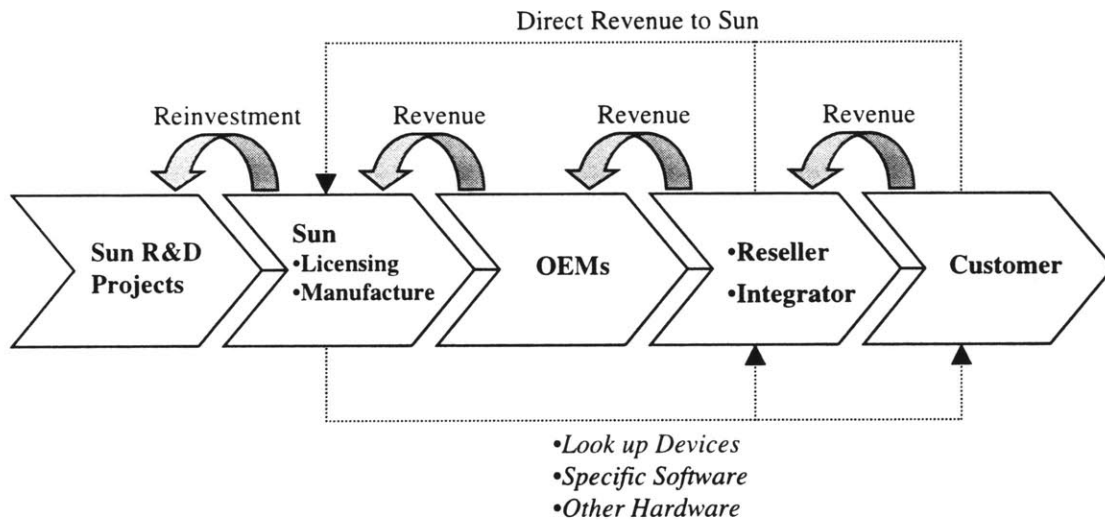 Direct Revenue to Sun
Reinvestment
Revenue
Revenue
Revenue
Sun R&D
Projects
Sun
•Licensing
•Manufacture
OEMs
•Reseller
•Integrator
Customer
•Look up Devices
•Specific Software
•Other Hardware